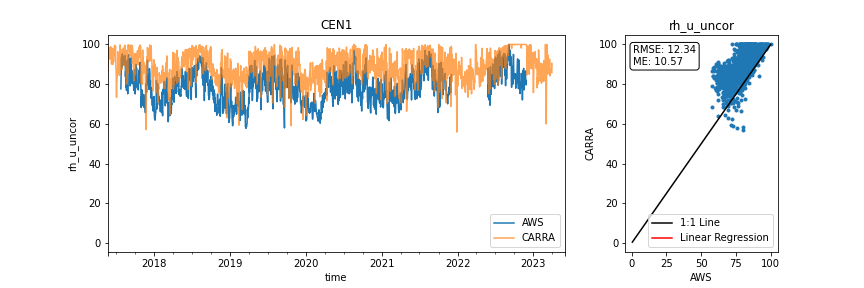 CEN1
rh_u_uncor
100
80
60
40
20
0
rh_u_uncor
AWS
CARRA
2018
2019
2020
2021
2022
2023
time
rh_u_uncor
RMSE: 12.34
ME: 10.57
100
80
60
40
20
0
CARRA
1:1 Line
Linear Regression
0
25
50
75
100
AWS